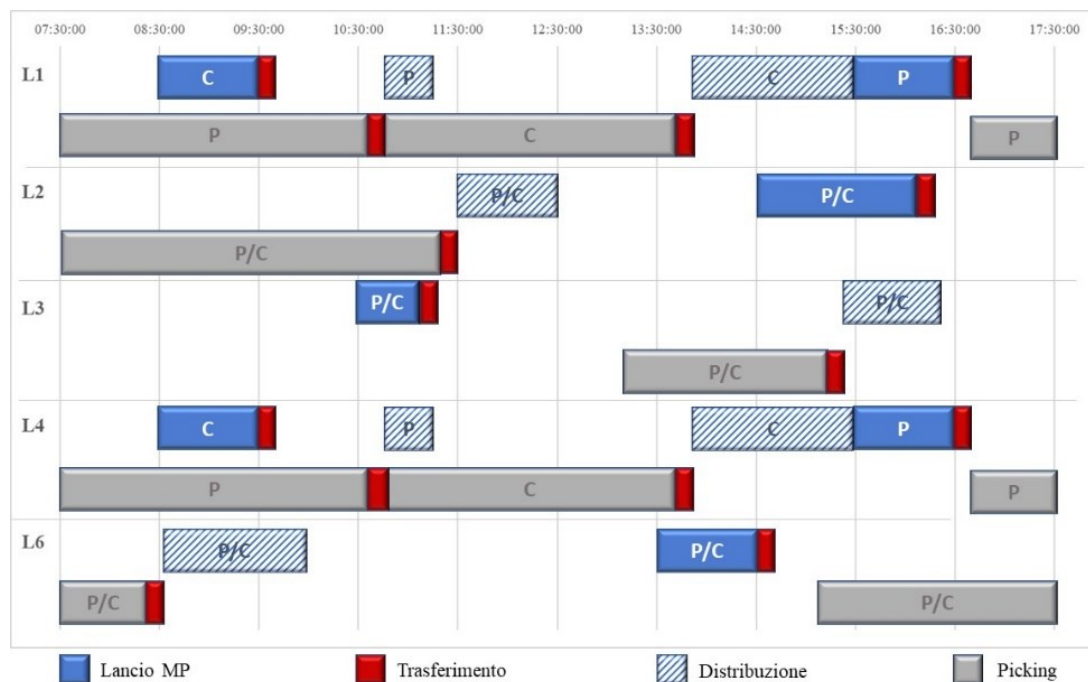 07:30:00 08:30:00 09:30:00 10:30:00 11:30:00 12:30:00 13:30:00 14:30:00 15:30:00 16:30:00 17:30:00
L1 C P C P
P C P
L2 P/C P/C
P/C
L3 P/C P/C
P/C
L4 C P C P
P C P
L6 P/C P/C
P/C P/C
Lancio MP Trasferimento Distribuzione Picking